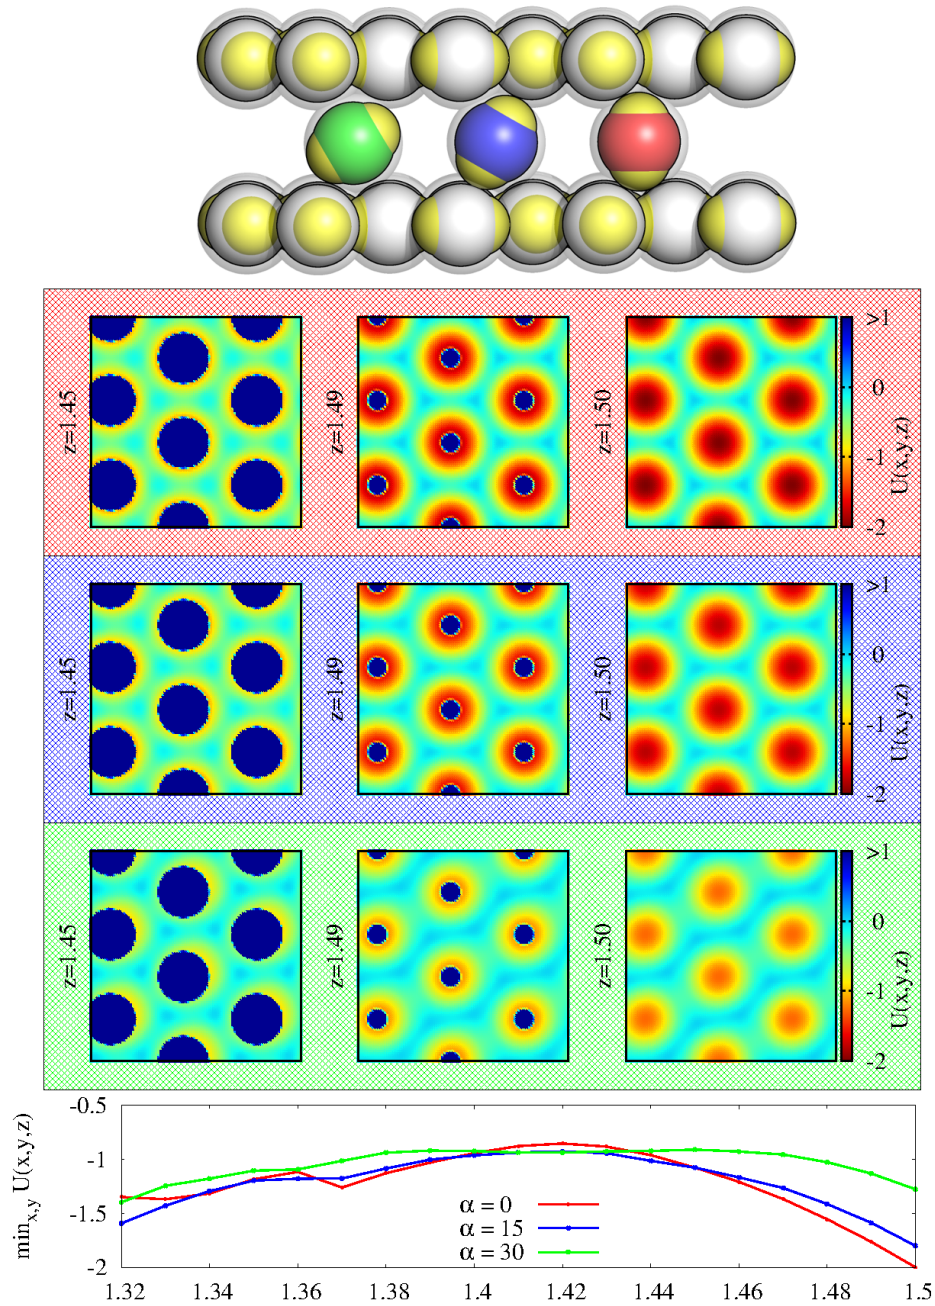 z=1.45
z=1.49
z=1.50
>1
0
-1
-2
U(x,y,z)
z=1.45
z=1.49
z=1.50
>1
0
-1
-2
U(x,y,z)
z=1.45
z=1.49
z=1.50
>1
0
-1
-2
U(x,y,z)
-0.5
-1
-1.5
-2
min_{x,y} U(x,y,z)
α = 0
α = 15
α = 30
1.32 1.34 1.36 1.38 1.4 1.42 1.44 1.46 1.48 1.5